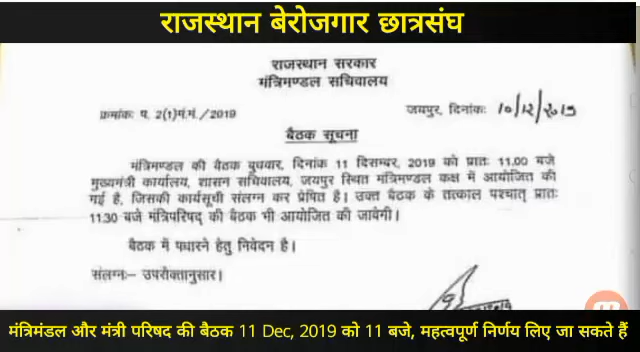 राजस्थान बेरोजगार छात्रसंघ
राजस्थान सरकार
मंत्रिमण्डल सचिवालय
क्रमांकः प. 2(1)मं.मं./2019
जयपुर, दिनांकः 10/12/2019
बैठक सूचना
मंत्रिमण्डल की बैठक बुधवार, दिनांक 11 दिसम्बर, 2019 को प्रातः 11.00 बजे
मुख्यमंत्री कार्यालय, शासन सचिवालय, जयपुर स्थित मंत्रिमण्डल कक्ष में आयोजित की
गई है, जिसकी कार्यसूची संलग्न कर प्रेषित है। उक्त बैठक के तत्काल पश्चात् प्रातः
11.30 बजे मंत्रिपरिषद् की बैठक भी आयोजित की जावेगी।
बैठक में पधारने हेतु निवेदन है।
संलग्नः– उपरोक्तानुसार।
मंत्रिमंडल और मंत्री परिषद की बैठक 11 Dec, 2019 को 11 बजे, महत्वपूर्ण निर्णय लिए जा सकते हैं